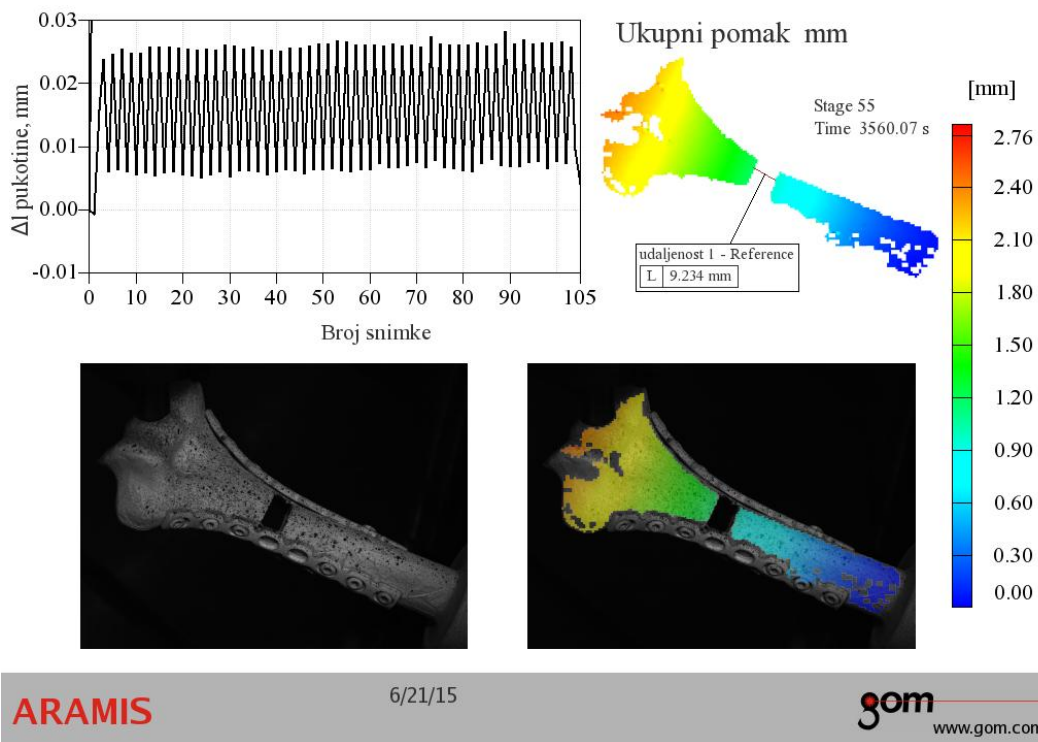 0.03
0.02
0.01
0.00
-0.01
Δl pukotine, mm
0 10 20 30 40 50 60 70 80 90 105
Broj snimke
Ukupni pomak mm
Stage 55
Time 3560.07 s
udaljenost 1 - Reference
L 9.234 mm
[mm]
2.76
2.40
2.10
1.80
1.50
1.20
0.90
0.60
0.30
0.00
ARAMIS
6/21/15
gom
www.gom.com